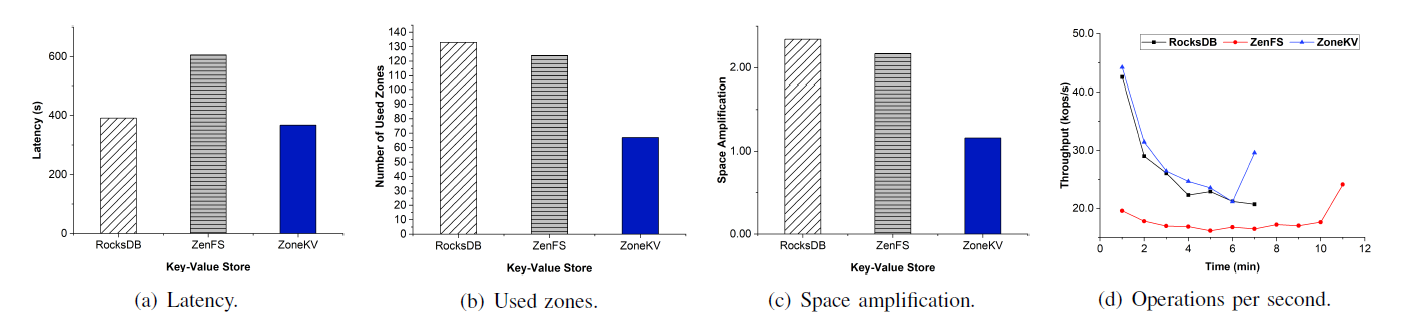 600
400
200
0
Latency (s)
RocksDB ZenFS ZoneKV
Key-Value Store
(a) Latency.
140
130
120
110
100
90
80
70
60
50
40
30
20
10
0
Number of Used Zones
RocksDB ZenFS ZoneKV
Key-Value Store
(b) Used zones.
2.00
1.00
0.00
Space Amplification
RocksDB ZenFS ZoneKV
Key-Value Store
(c) Space amplification.
50.0
40.0
30.0
20.0
Throughput (kops/s)
RocksDB ZenFS ZoneKV
0 2 4 6 8 10 12
Time (min)
(d) Operations per second.